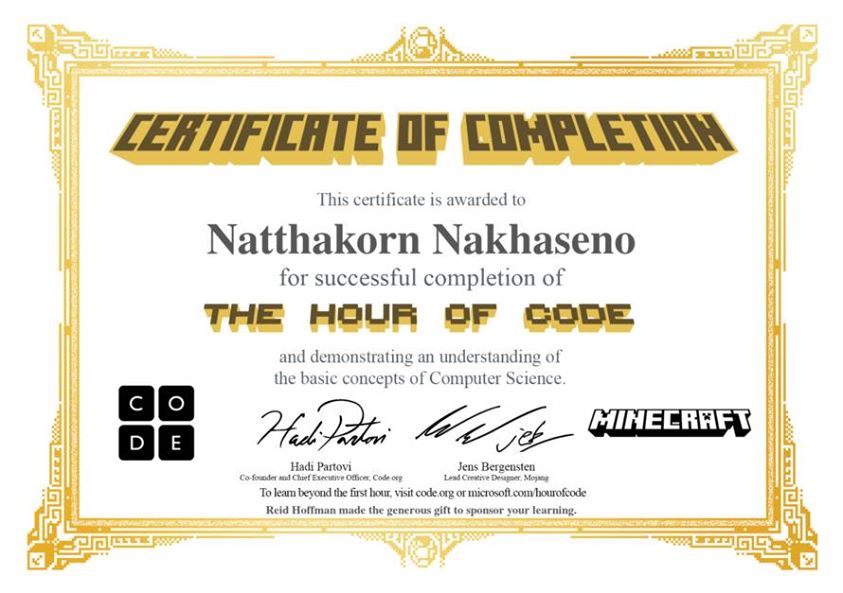 CERTIFICATE OF COMPLETION
This certificate is awarded to
Natthakorn Nakhaseno
for successful completion of
THE HOUR OF CODE
and demonstrating an understanding of
the basic concepts of Computer Science.
CO
DE
Hadi Partovi
jeb
MINECRAFT
Hadi Partovi
Co-founder and Chief Executive Officer, Code.org
Jens Bergensten
Lead Creative Designer, Mojang
To learn beyond the first hour, visit code.org or microsoft.com/hourofcode
Reid Hoffman made the generous gift to sponsor your learning.